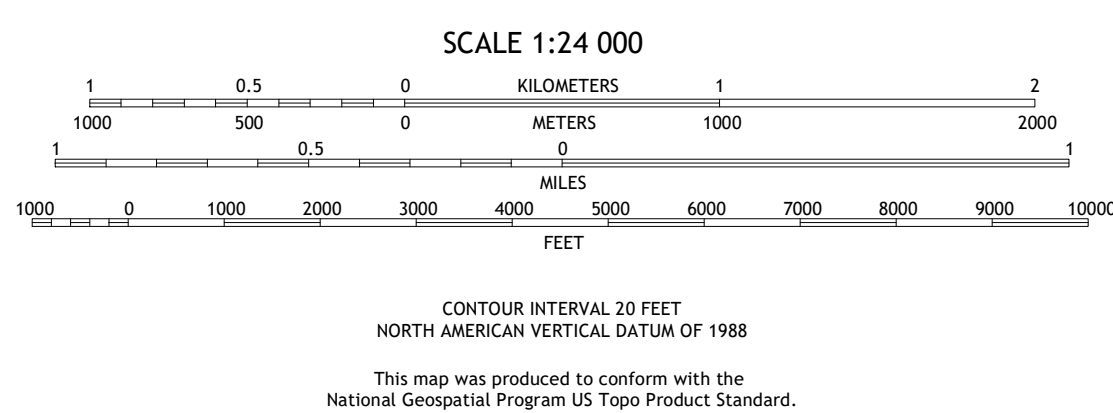 SCALE 1:24 000
1 0.5 0 KILOMETERS 1 2
1000 500 0 METERS 1000 2000
1 0.5 0 1
MILES
1000 0 1000 2000 3000 4000 5000 6000 7000 8000 9000 10000
FEET
CONTOUR INTERVAL 20 FEET
NORTH AMERICAN VERTICAL DATUM OF 1988
This map was produced to conform with the
National Geospatial Program US Topo Product Standard.